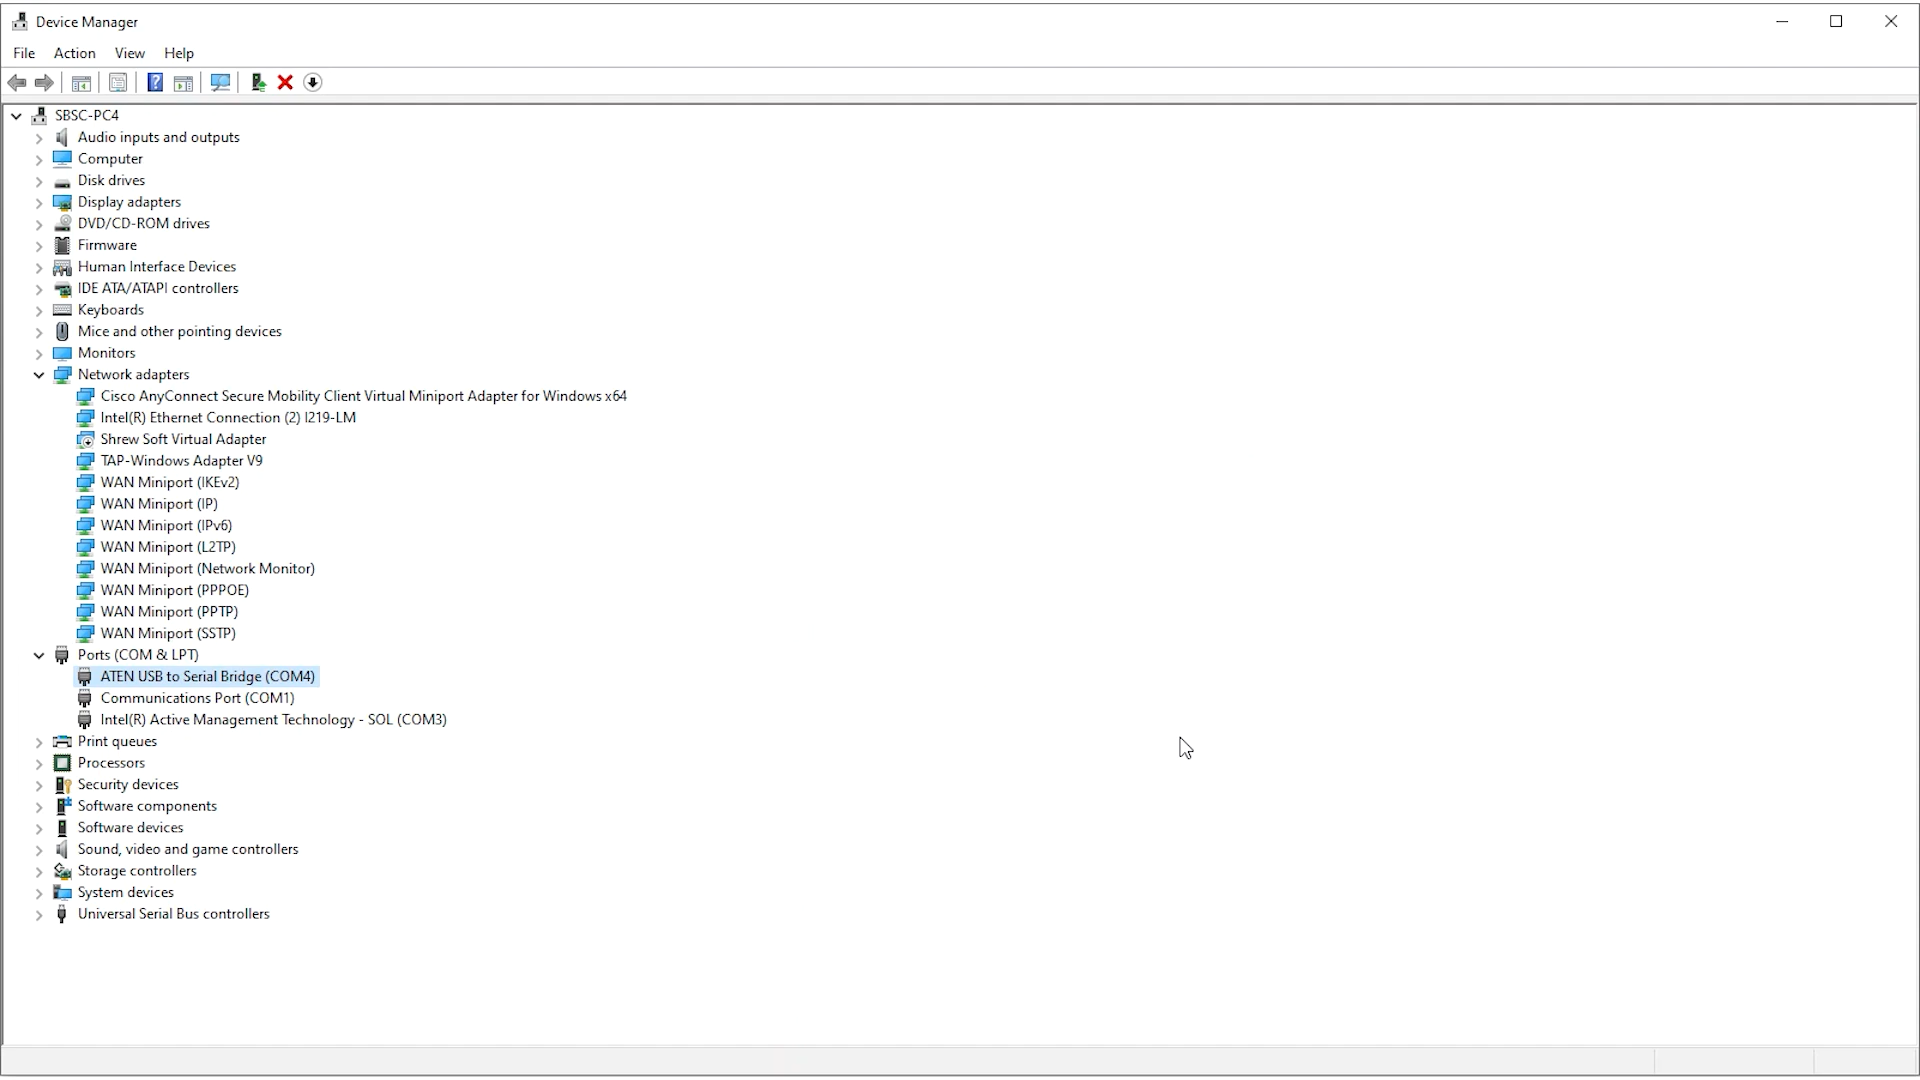 Device Manager
File Action View Help
SBSC-PC4
Audio inputs and outputs
Computer
Disk drives
Display adapters
DVD/CD-ROM drives
Firmware
Human Interface Devices
IDE ATA/ATAPI controllers
Keyboards
Mice and other pointing devices
Monitors
Network adapters
Cisco AnyConnect Secure Mobility Client Virtual Miniport Adapter for Windows x64
Intel(R) Ethernet Connection (2) I219-LM
Shrew Soft Virtual Adapter
TAP-Windows Adapter V9
WAN Miniport (IKEv2)
WAN Miniport (IP)
WAN Miniport (IPv6)
WAN Miniport (L2TP)
WAN Miniport (Network Monitor)
WAN Miniport (PPPOE)
WAN Miniport (PPTP)
WAN Miniport (SSTP)
Ports (COM & LPT)
ATEN USB to Serial Bridge (COM4)
Communications Port (COM1)
Intel(R) Active Management Technology - SOL (COM3)
Print queues
Processors
Security devices
Software components
Software devices
Sound, video and game controllers
Storage controllers
System devices
Universal Serial Bus controllers